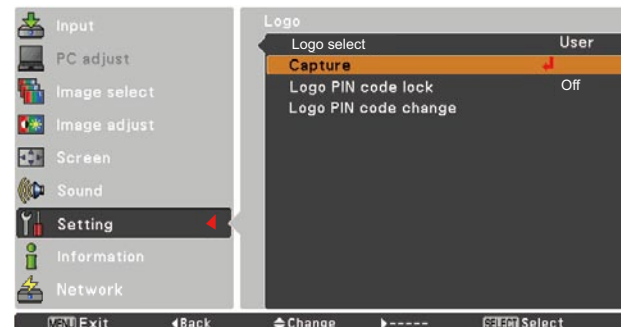 Input
PC adjust
Image select
Image adjust
Screen
Sound
Setting
Information
Network
Logo
Logo select User
Capture
Logo PIN code lock Off
Logo PIN code change
MENU Exit Back Change ----- SELECT Select